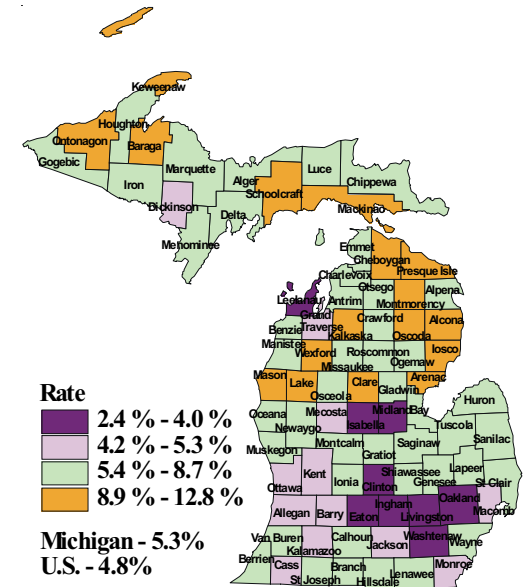 Keweenaw
Houghton
Ontonagon
Baraga
Gogebic
Marquette
Iron
Alger
Luce
Schoolcraft
Chippewa
Dickinson
Delta
Mackinac
Menominee
Emmet
Cheboygan
Presque Isle
Charlevoix
Otsego
Alpena
Leelanau
Antrim
Montmorency
Grand
Traverse
Crawford
Alcona
Benzie
Kalkaska
Oscoda
Manistee
Wexford
Roscommon
Iosco
Missaukee
Ogemaw
Mason
Lake
Clare
Arenac
Osceola
Gladwin
Huron
Oceana
Mecosta
Midland
Bay
Newaygo
Isabella
Tuscola
Muskegon
Montcalm
Saginaw
Sanilac
Gratiot
Kent
Shiawassee
Lapeer
Ottawa
Ionia
Clinton
Genesee
St Clair
Oakland
Allegan
Barry
Eaton
Ingham
Livingston
Macomb
Van Buren
Calhoun
Jackson
Washtenaw
Wayne
Kalamazoo
Berrien
Cass
Branch
Lenawee
Monroe
St Joseph
Hillsdale
Rate
2.4 % - 4.0 %
4.2 % - 5.3 %
5.4 % - 8.7 %
8.9 % - 12.8 %
Michigan - 5.3%
U.S. - 4.8%